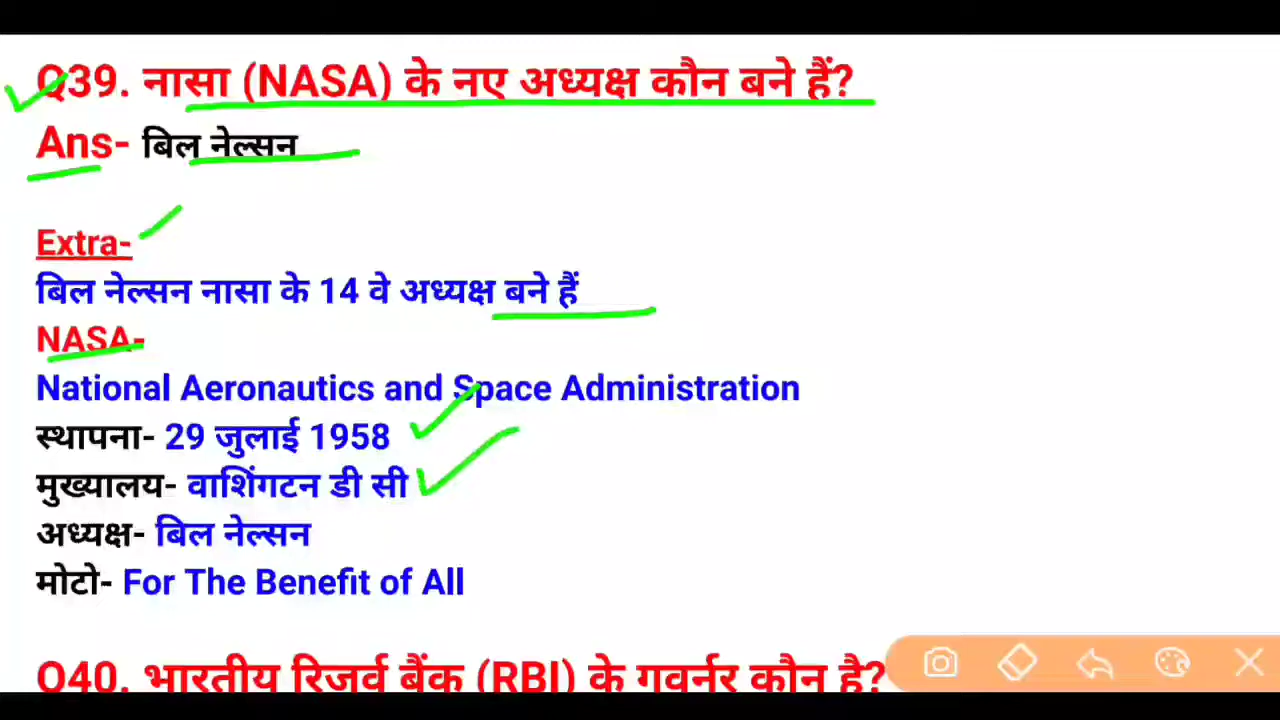 Q39. नासा (NASA) के नए अध्यक्ष कौन बने हैं?
Ans- बिल नेल्सन
Extra-
बिल नेल्सन नासा के 14 वे अध्यक्ष बने हैं
NASA-
National Aeronautics and Space Administration
स्थापना- 29 जुलाई 1958
मुख्यालय- वाशिंगटन डी सी
अध्यक्ष- बिल नेल्सन
मोटो- For The Benefit of All
Q40. भारतीय रिजर्व बैंक (RBI) के गवर्नर कौन है?